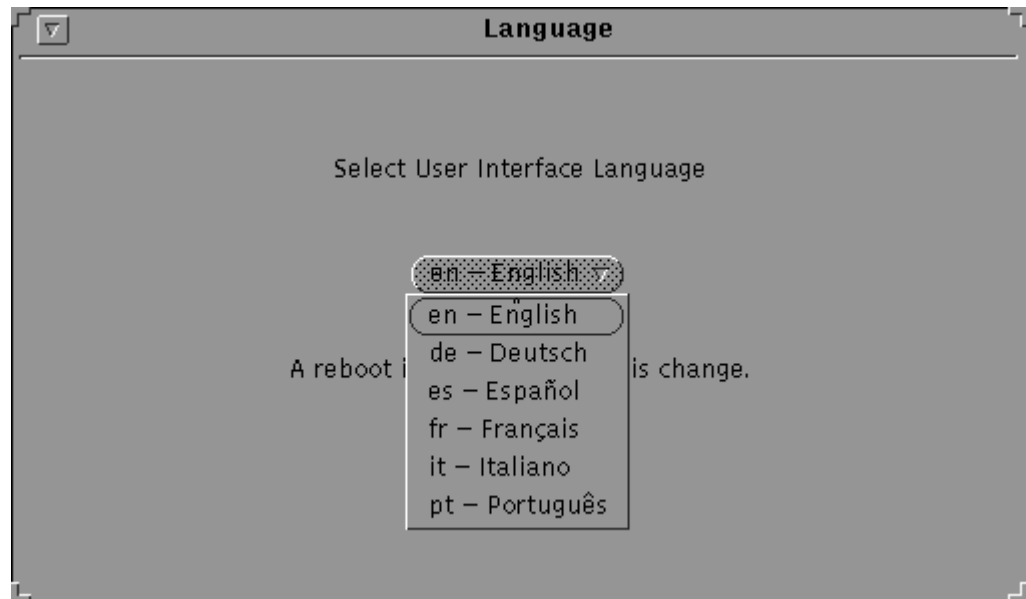 Language
Select User Interface Language
en – English
en – English
de – Deutsch
A reboot i is change.
es – Español
fr – Français
it – Italiano
pt – Português